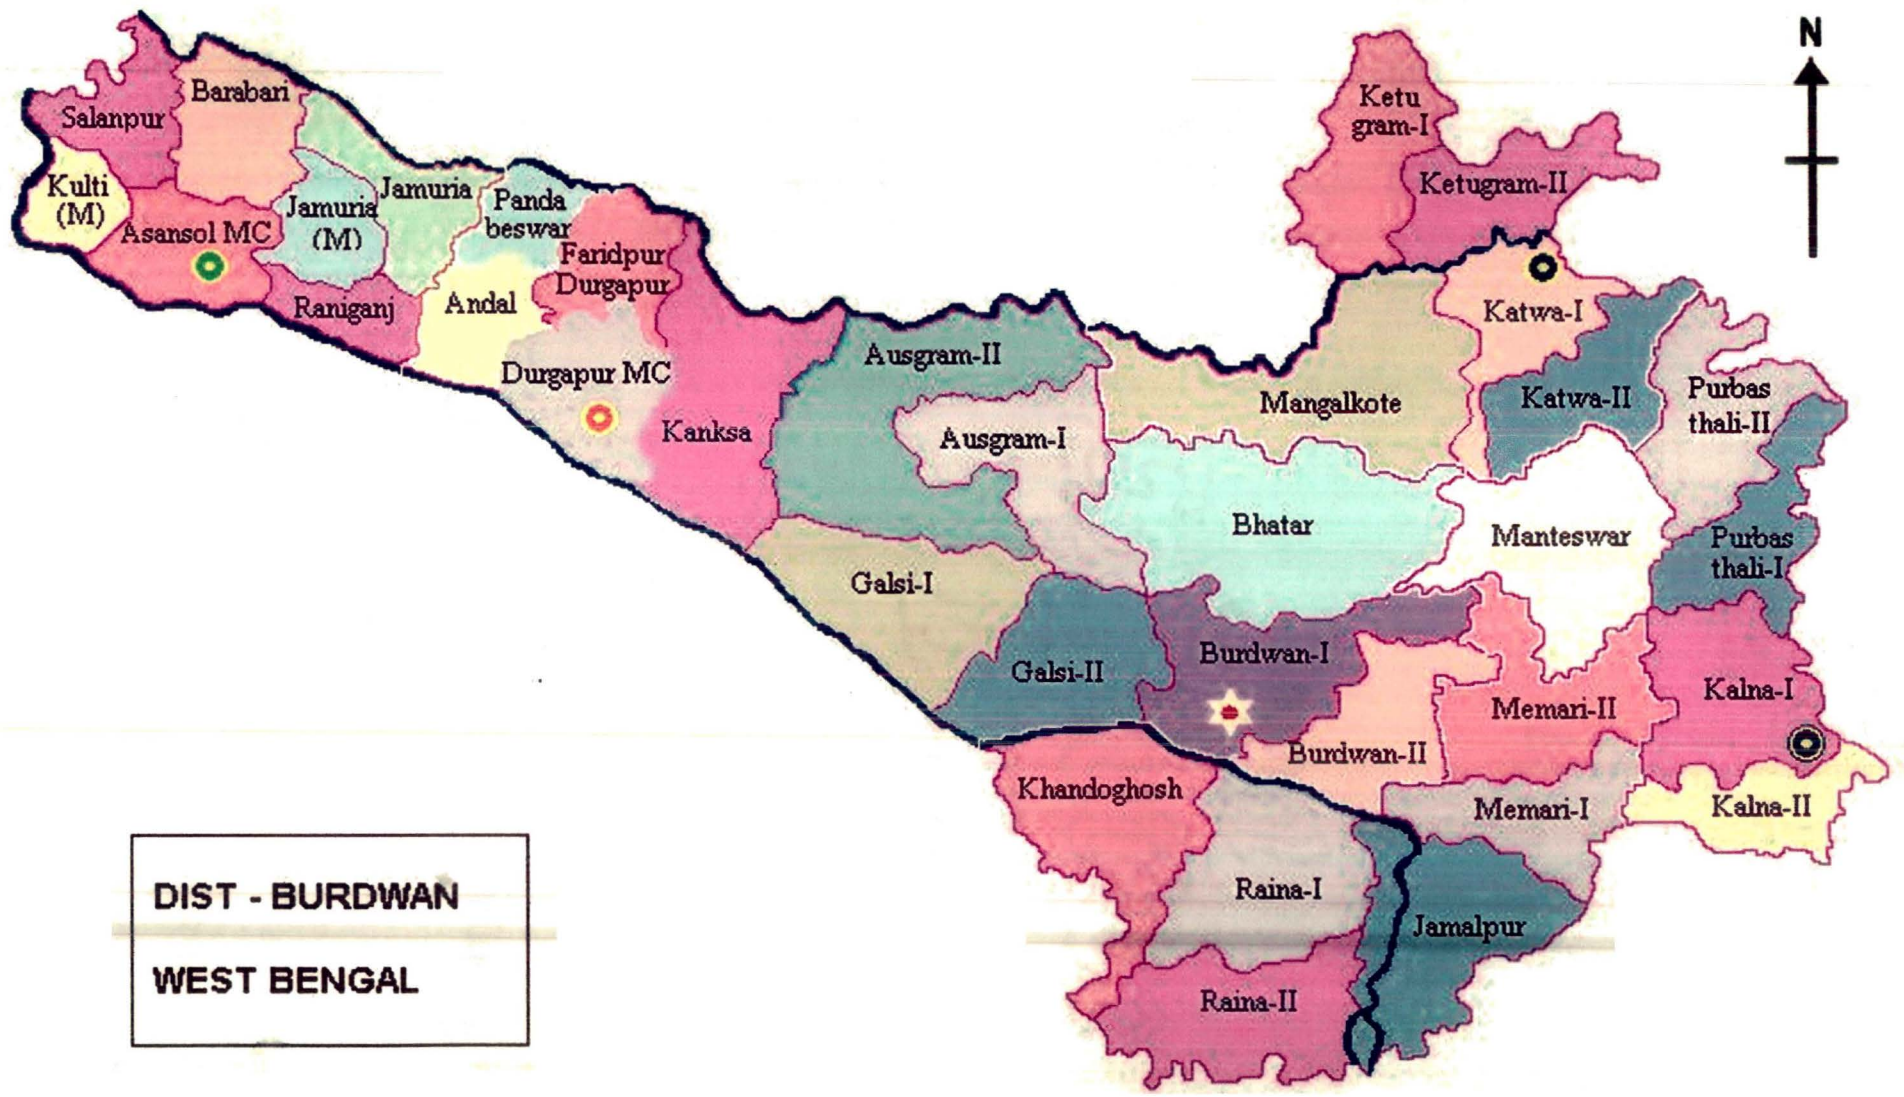 N
Ketu
gram-I
Ketugram-II
Barabari
Salanpur
Kulti
(M)
Asansol MC
Jamuria
(M)
Jamuria
Panda
beswar
Faridpur
Durgapur
Raniganj
Andal
Durgapur MC
Kanksa
Ausgram-II
Ausgram-I
Mangalkote
Katwa-I
Katwa-II
Purbas
thali-II
Bhatar
Manteswar
Purbas
thali-I
Galsi-I
Galsi-II
Burdwan-I
Burdwan-II
Memari-II
Kalna-I
Khandoghosh
Memari-I
Kalna-II
Raina-I
Jamalpur
Raina-II
DIST - BURDWAN
WEST BENGAL